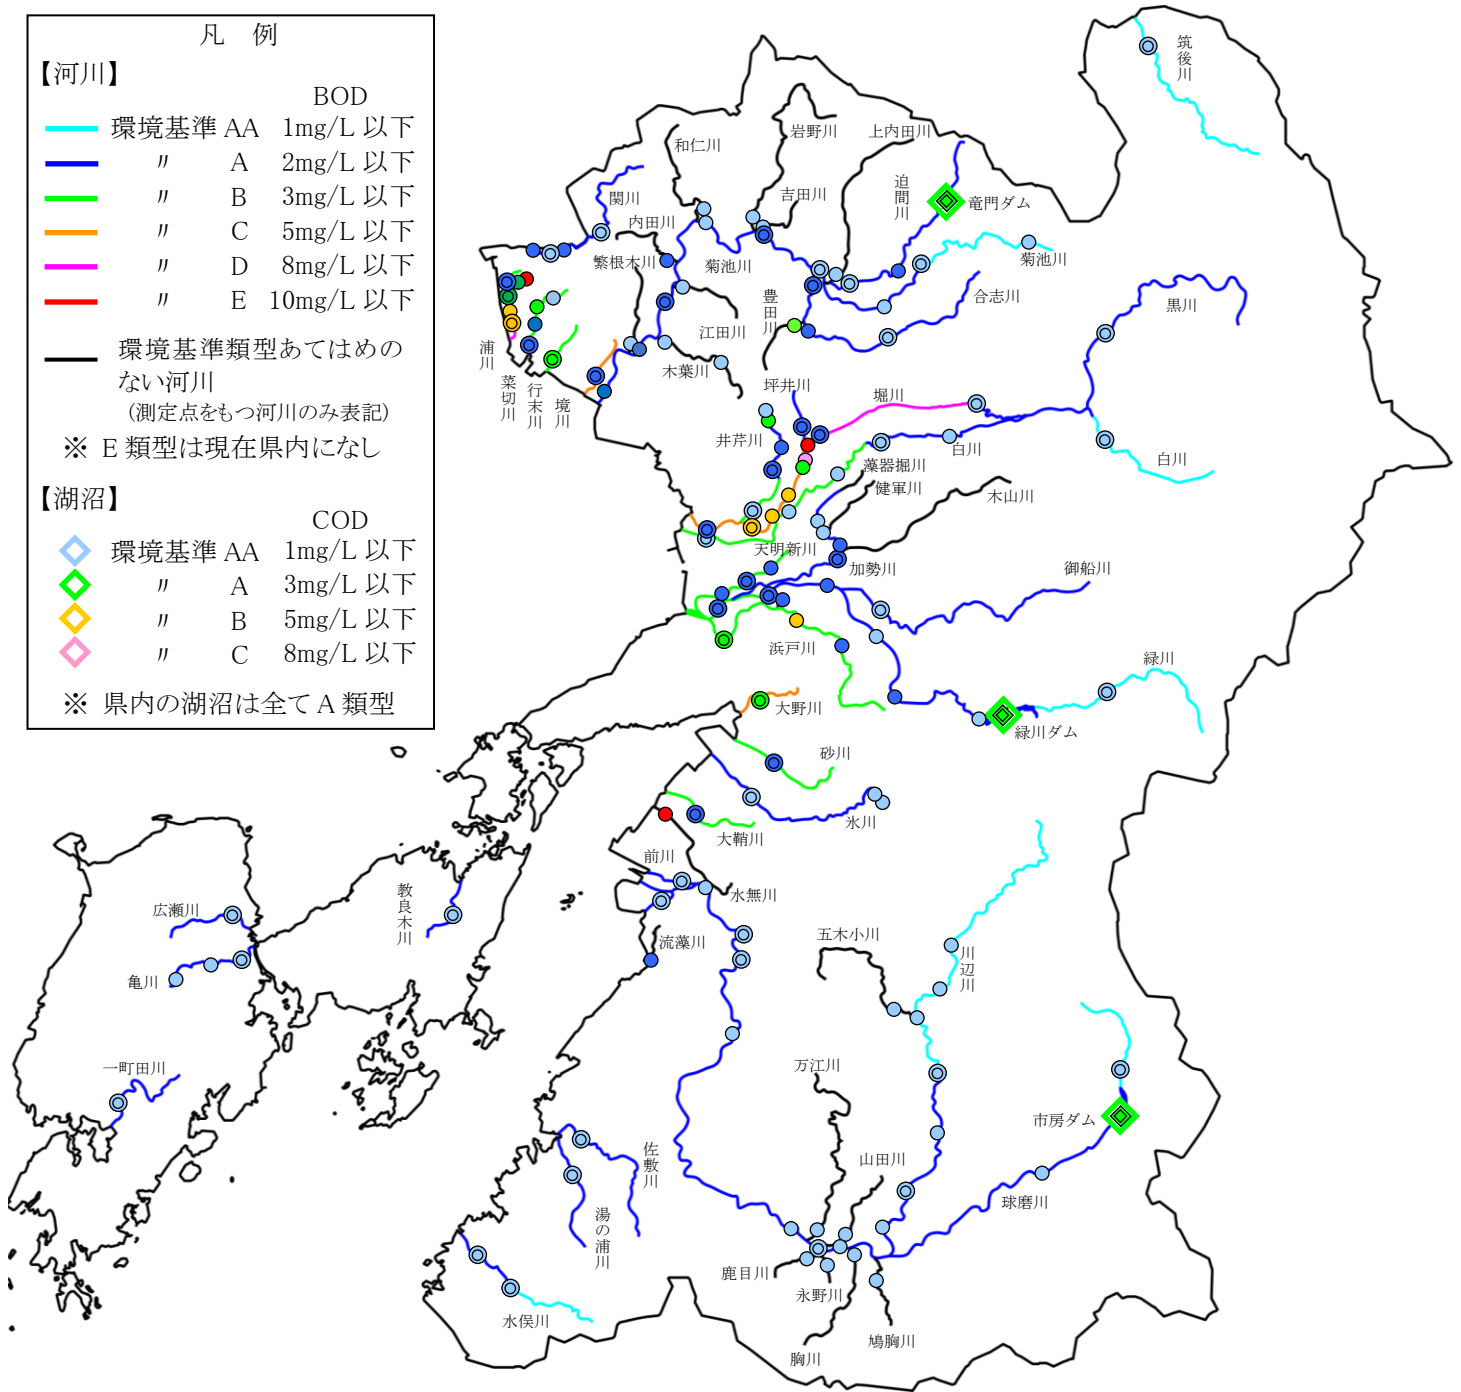 凡 例
【河川】
BOD
環境基準 AA 1mg/L 以下
〃 A 2mg/L 以下
〃 B 3mg/L 以下
〃 C 5mg/L 以下
〃 D 8mg/L 以下
〃 E 10mg/L 以下
環境基準類型あてはめの
ない河川
(測定点をもつ河川のみ表記)
※ E 類型は現在県内になし
【湖沼】
COD
環境基準 AA 1mg/L 以下
〃 A 3mg/L 以下
〃 B 5mg/L 以下
〃 C 8mg/L 以下
※ 県内の湖沼は全て A 類型
筑後川
岩野川
上内田川
和仁川
迫間川
吉田川
関川
竜門ダム
内田川
菊池川
繁根木川
菊池川
合志川
黒川
豊田川
江田川
浦川
木葉川
菜切川
行末川
境川
坪井川
堀川
井芹川
白川
藻器掘川
白川
健軍川
木山川
天明新川
加勢川
御船川
浜戸川
緑川
大野川
緑川ダム
砂川
氷川
大鞘川
前川
水無川
教良木川
広瀬川
流藻川
五木小川
川辺川
亀川
万江川
一町田川
市房ダム
佐敷川
山田川
球磨川
湯の浦川
鹿目川
永野川
水俣川
鳩胸川
胸川